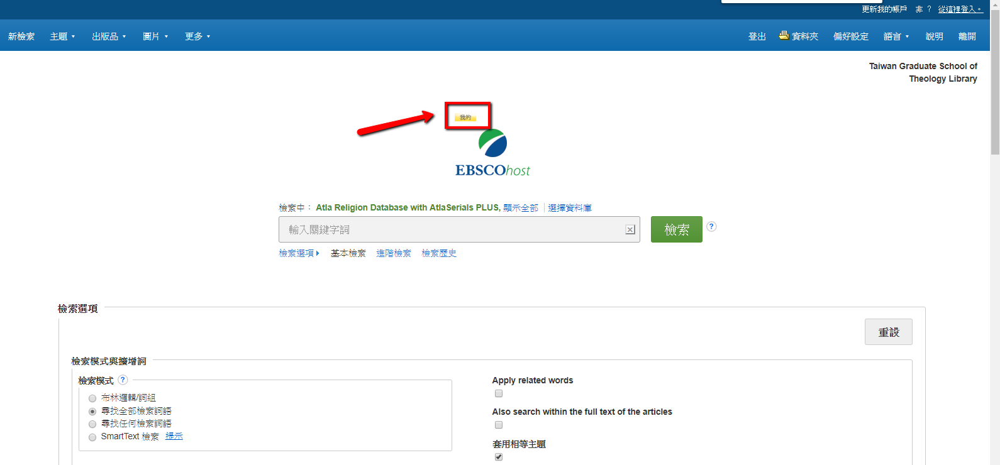 更新我的帳戶 非 ? 從這裡登入。
新檢索 主題 出版品 圖片 更多 登出 資料夾 偏好設定 語言 說明 離開
Taiwan Graduate School of
Theology Library
我的
EBSCOhost
檢索中： Atla Religion Database with AtlaSerials PLUS, 顯示全部 選擇資料庫
輸入關鍵字詞 檢索 ?
檢索選項 基本檢索 進階檢索 檢索歷史
檢索選項
重設
檢索模式與擴增詞
檢索模式 ?
布林邏輯/詞組
尋找全部檢索詞語
尋找任何檢索詞語
SmartText 檢索 提示
Apply related words
Also search within the full text of the articles
套用相等主題